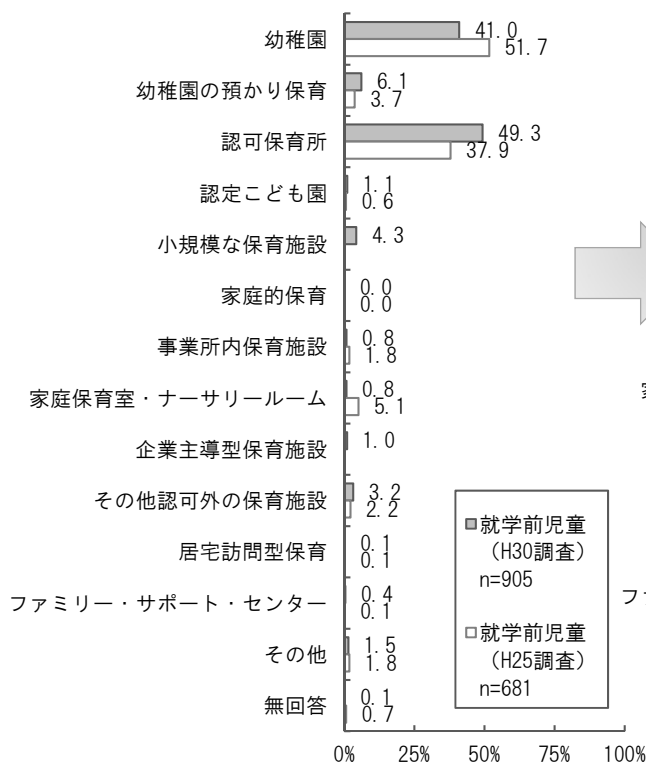 幼稚園
41.0
51.7
幼稚園の預かり保育
6.1
3.7
認可保育所
49.3
37.9
認定こども園
1.1
0.6
小規模な保育施設
4.3
家庭的保育
0.0
0.0
事業所内保育施設
0.8
1.8
家庭保育室・ナーサリールーム
0.8
5.1
企業主導型保育施設
1.0
その他認可外の保育施設
3.2
2.2
居宅訪問型保育
0.1
0.1
ファミリー・サポート・センター
0.4
0.1
その他
1.5
1.8
無回答
0.1
0.7
就学前児童
（H30調査）
n=905
就学前児童
（H25調査）
n=681
0% 25% 50% 75% 100%